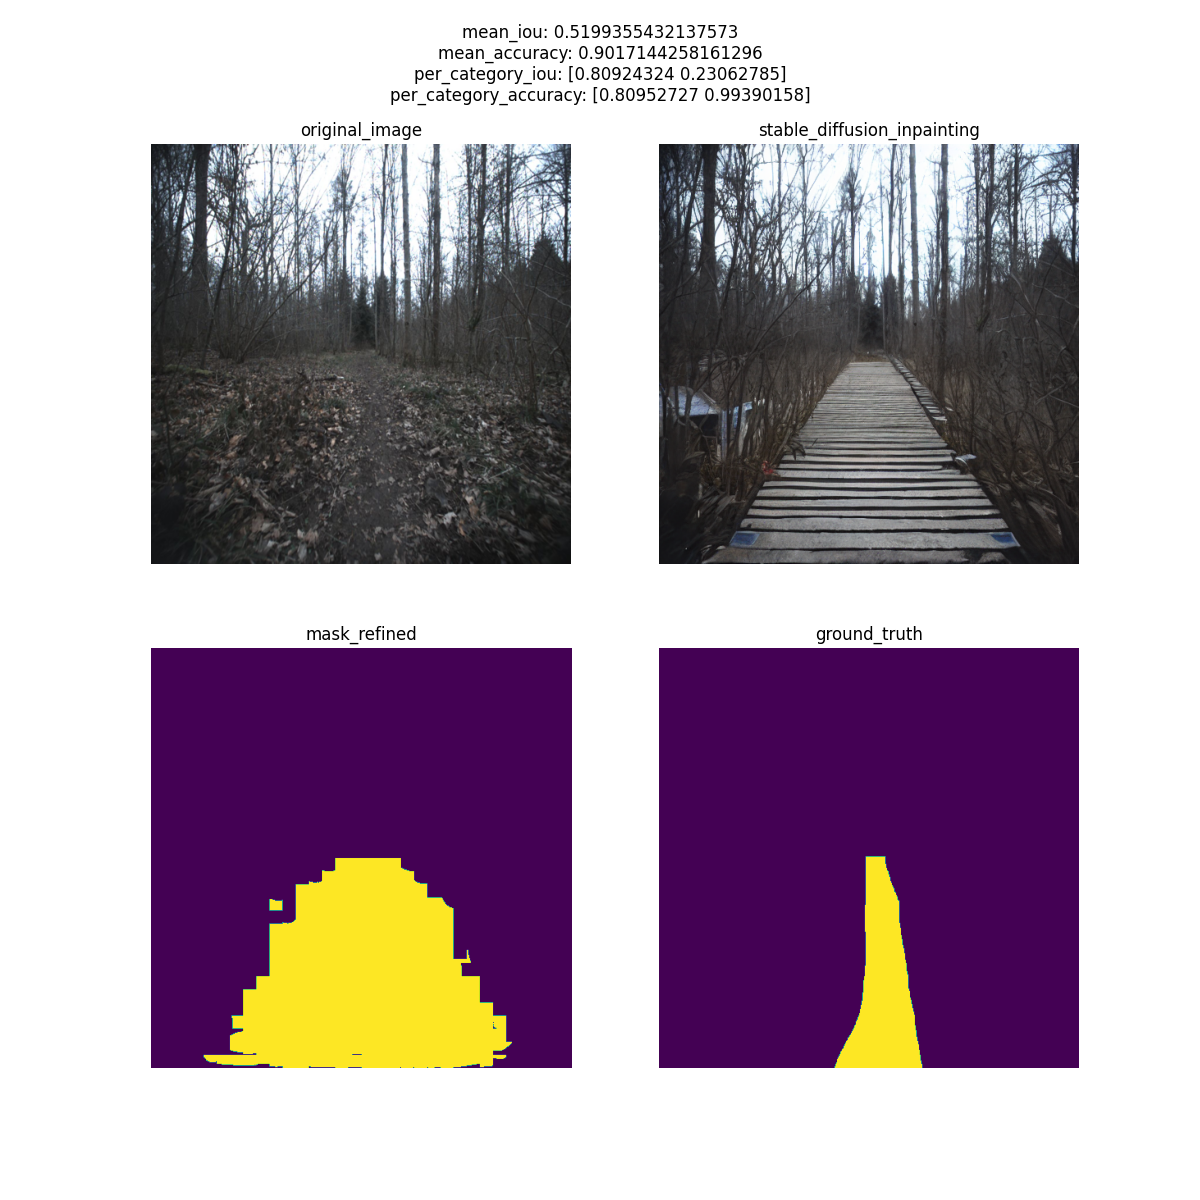 mean_iou: 0.5199355432137573
mean_accuracy: 0.9017144258161296
per_category_iou: [0.80924324 0.23062785]
per_category_accuracy: [0.80952727 0.99390158]
original_image
stable_diffusion_inpainting
mask_refined
ground_truth